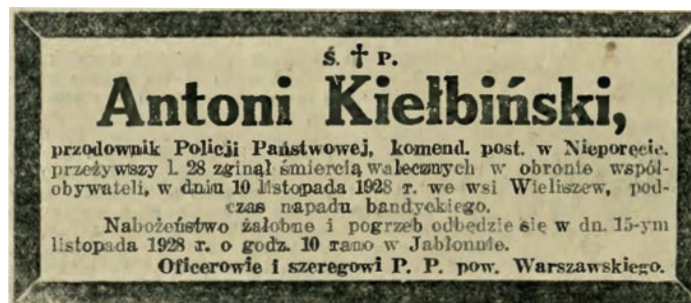 Ś. † P.
Antoni Kiełbiński,
przodownik Policji Państwowej, komend. post. w Nieporęcie.
przeżywszy l. 28 zginął śmiercią walecznych w obronie współ-
obywateli, w dniu 10 listopada 1928 r. we wsi Wieliszew, pod-
czas napadu bandyckiego.
Nabożeństwo żałobne i pogrzeb odbędzie się w dn. 15-ym
listopada 1928 r. o godz. 10 rano w Jabłonnie.
Oficerowie i szeregowi P. P. pow. Warszawskiego.